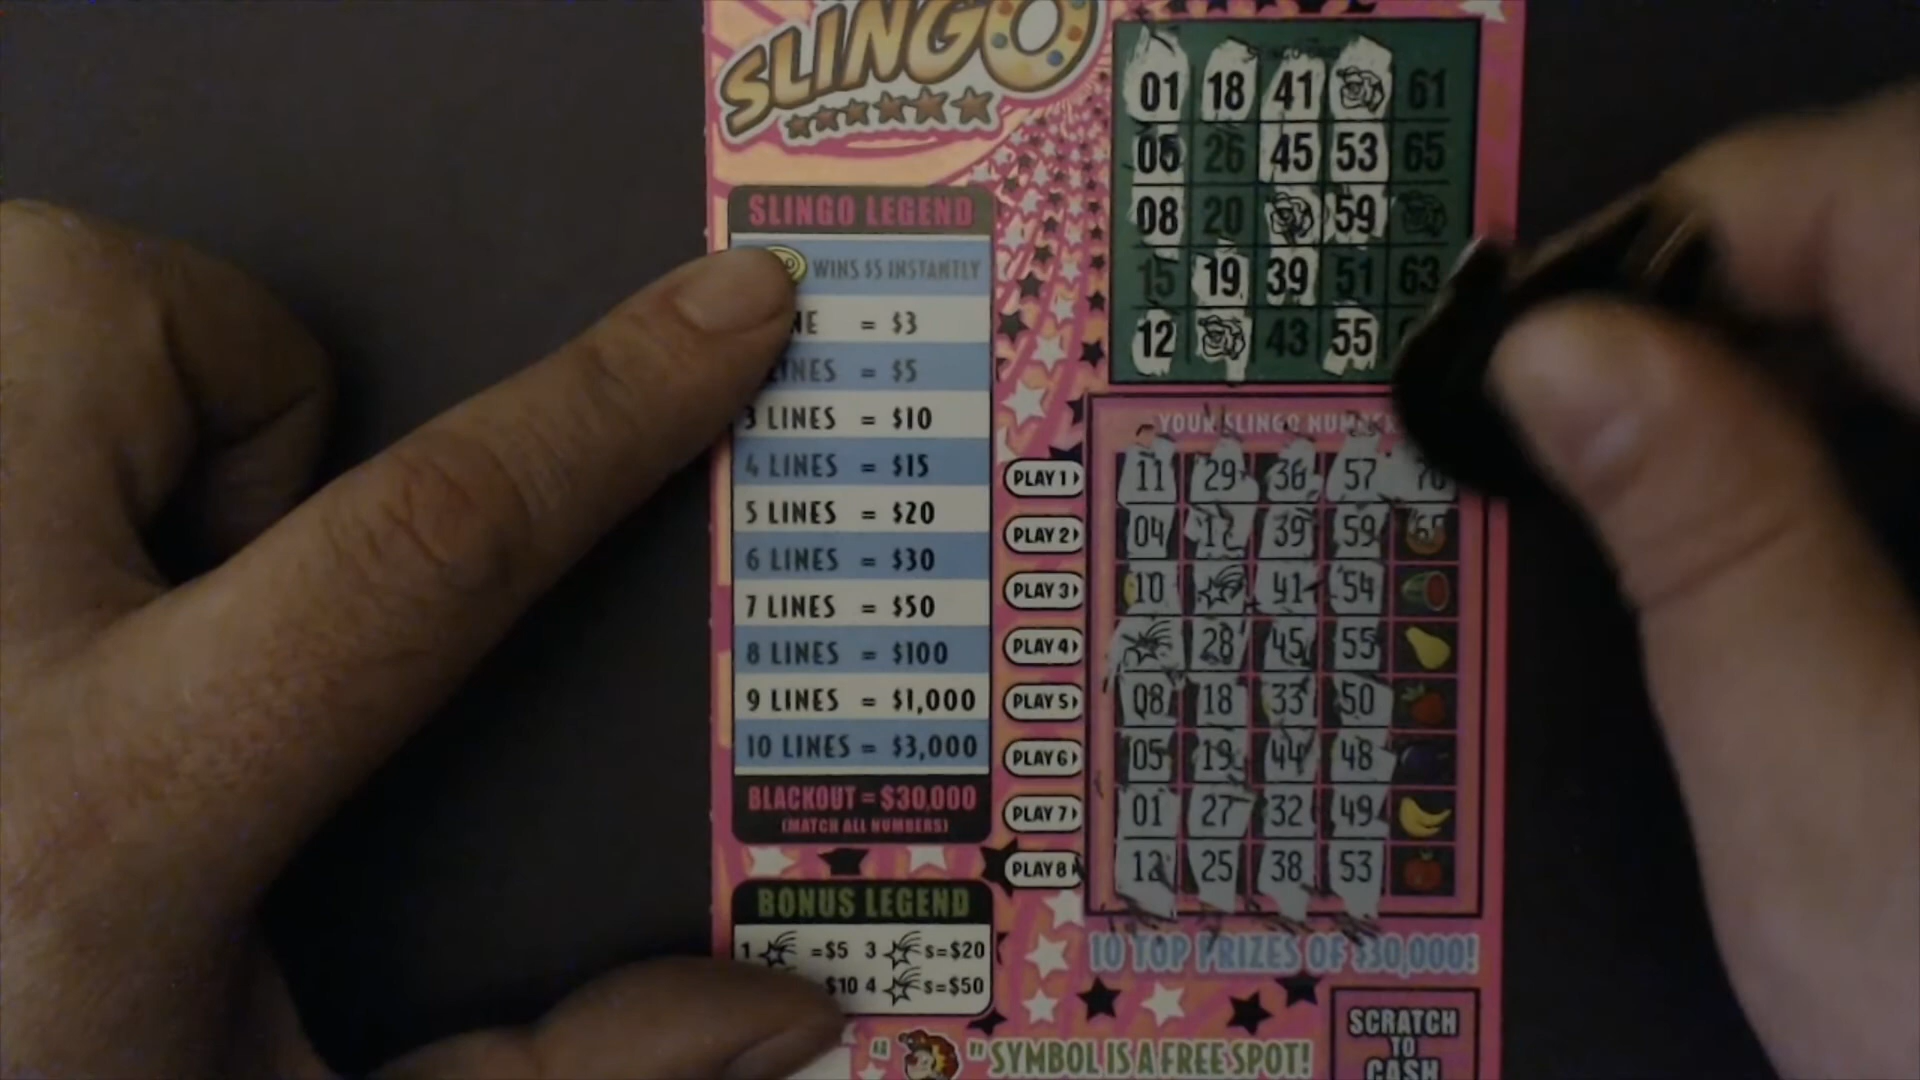 SLINGO
SLINGO LEGEND
WINS $5 INSTANTLY
= $3
LINES = $5
3 LINES = $10
4 LINES = $15
5 LINES = $20
6 LINES = $30
7 LINES = $50
8 LINES = $100
9 LINES = $1,000
10 LINES = $3,000
BLACKOUT = $30,000
(MATCH ALL NUMBERS)
BONUS LEGEND
1 =$5 3 s=$20
$10 4 s=$50
01 18 41 61
05 26 45 53 65
08 20 59
15 19 39 51 63
12 43 55
YOUR SLINGO
PLAY 1 11 29 36 57
PLAY 2 04 17 39 59 65
PLAY 3 10 41 54
PLAY 4 28 45 55
PLAY 5 08 18 33 50
PLAY 6 05 19 44 48
PLAY 7 01 27 32 49
PLAY 8 12 25 38 53
10 TOP PRIZES OF $30,000!
" " SYMBOL IS A FREE SPOT!
SCRATCH
TO
CASH